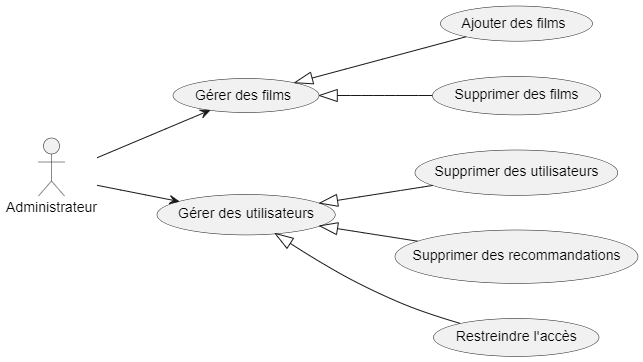 Ajouter des films
Gérer des films
Supprimer des films
Supprimer des utilisateurs
Administrateur
Gérer des utilisateurs
Supprimer des recommandations
Restreindre l'accès